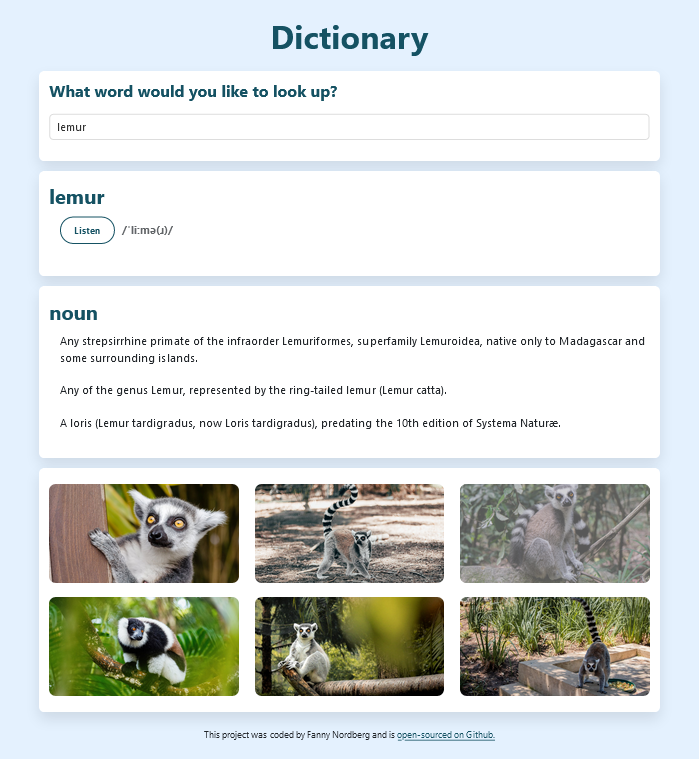 Dictionary
What word would you like to look up?
lemur
lemur
Listen /ˈliːmə(ɹ)/
noun
Any strepsirrhine primate of the infraorder Lemuriformes, superfamily Lemuroidea, native only to Madagascar and
some surrounding islands.
Any of the genus Lemur, represented by the ring-tailed lemur (Lemur catta).
A loris (Lemur tardigradus, now Loris tardigradus), predating the 10th edition of Systema Naturæ.
This project was coded by Fanny Nordberg and is open-sourced on Github.